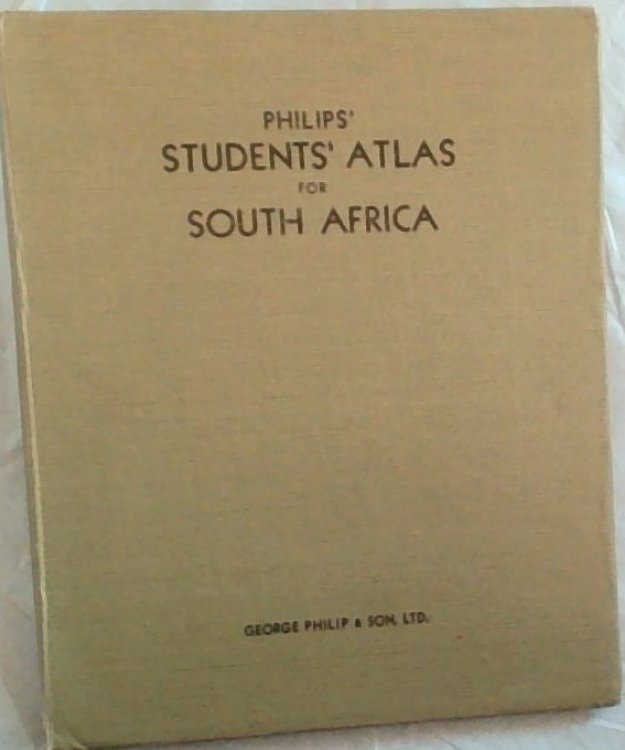 PHILIPS'
STUDENTS' ATLAS
FOR
SOUTH AFRICA
GEORGE PHILIP & SON, LTD.